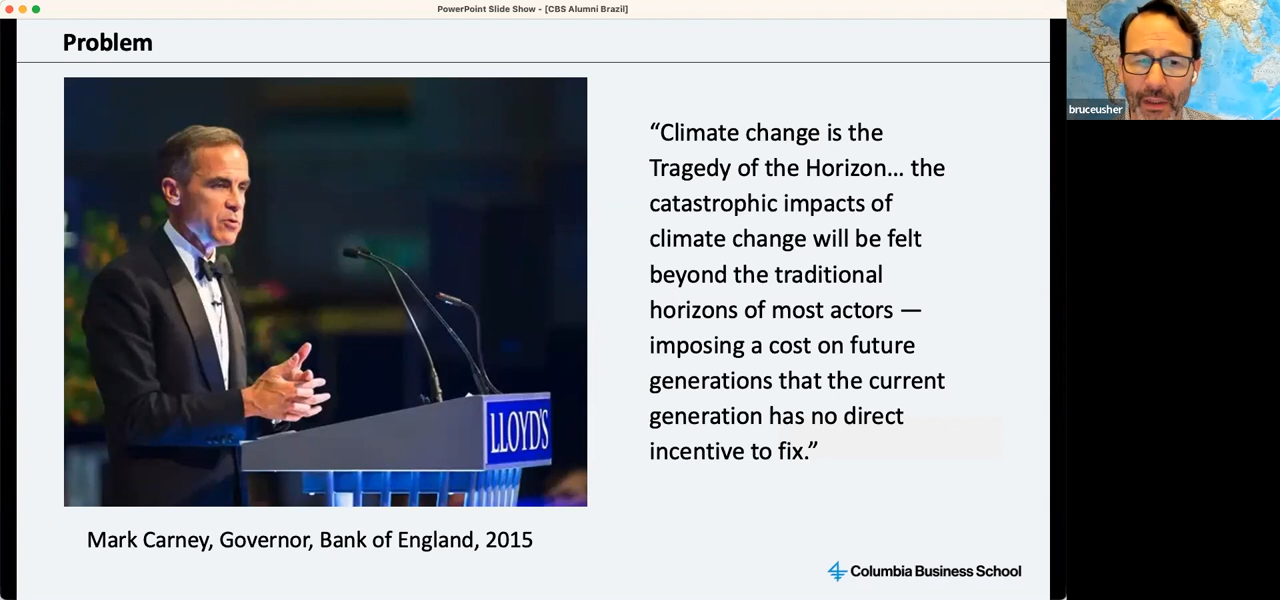 PowerPoint Slide Show - [CBS Alumni Brazil]
Problem
bruceusher
LLOYD'S
“Climate change is the
Tragedy of the Horizon… the
catastrophic impacts of
climate change will be felt
beyond the traditional
horizons of most actors —
imposing a cost on future
generations that the current
generation has no direct
incentive to fix.”
Mark Carney, Governor, Bank of England, 2015
Columbia Business School